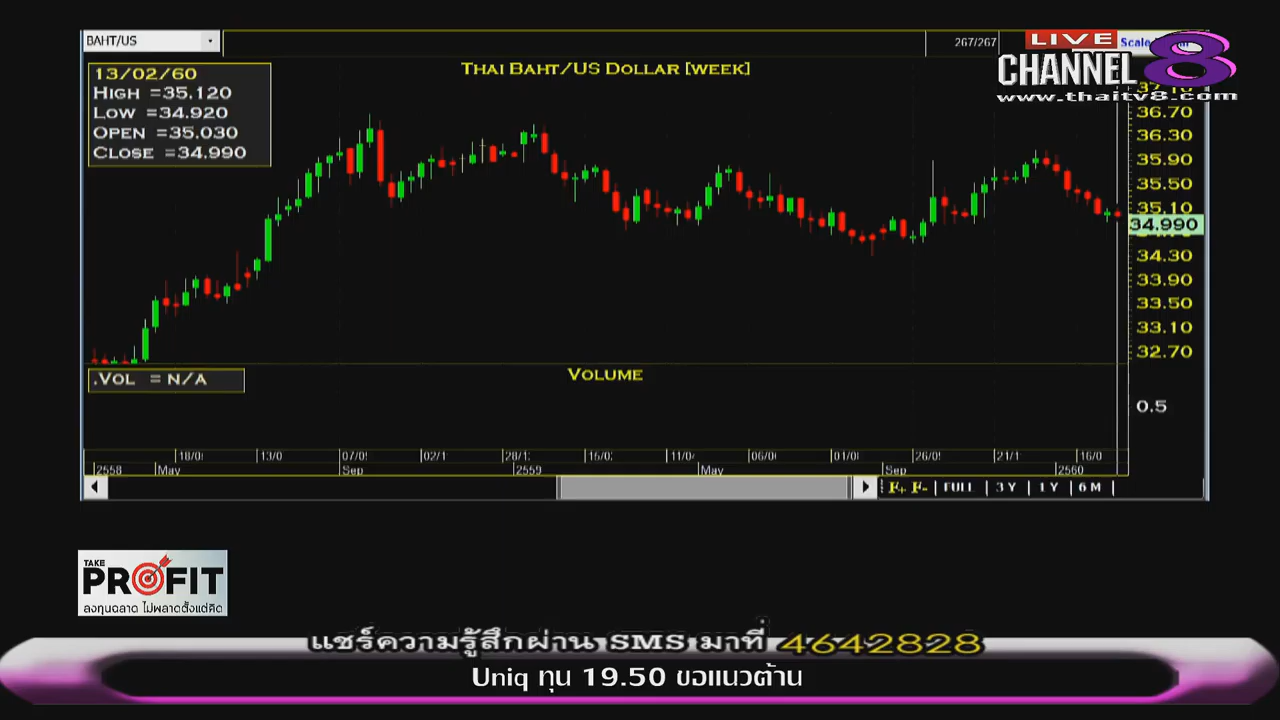 BAHT/US
267/267
LIVE
CHANNEL 8
www.thaitv8.com
THAI BAHT/US DOLLAR [WEEK]
13/02/60
HIGH =35.120
LOW =34.920
OPEN =35.030
CLOSE =34.990
36.70
36.30
35.90
35.50
35.10
34.990
34.30
33.90
33.50
33.10
32.70
.VOL = N/A
VOLUME
0.5
18/0 13/0 07/0 02/1 28/1 15/0 11/0 06/0 01/0 26/0 21/1 16/0
2558 May Sep 2559 May Sep 2560
F+ F- | FULL | 3 Y | 1 Y | 6 M |
TAKE
PROFIT
ลงทุนฉลาด ไม่พลาดตั้งแต่คิด
แชร์ความรู้สึกผ่าน SMS มาที่ 4642828
Uniq ทุน 19.50 ขอแนวต้าน